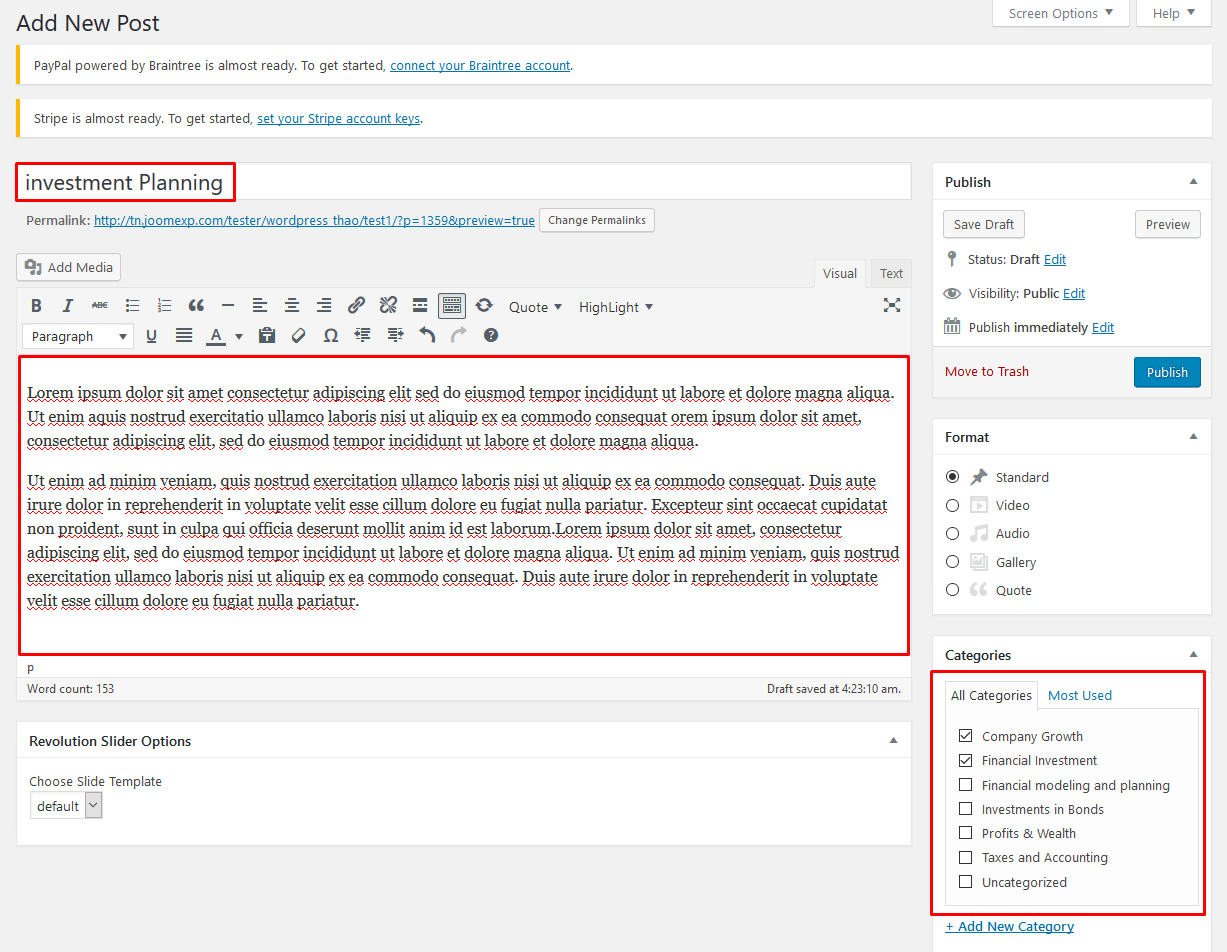 Add New Post
Screen Options
Help
PayPal powered by Braintree is almost ready. To get started, connect your Braintree account.
Stripe is almost ready. To get started, set your Stripe account keys.
investment Planning
Permalink: http://tn.joomexp.com/tester/wordpress_thao/test1/?p=1359&preview=true Change Permalinks
Add Media
Visual Text
B I ABC Quote HighLight
Paragraph U A T Ω ?
Lorem ipsum dolor sit amet consectetur adipiscing elit sed do eiusmod tempor incididunt ut labore et dolore magna aliqua.
Ut enim aquis nostrud exercitatio ullamco laboris nisi ut aliquip ex ea commodo consequat orem ipsum dolor sit amet,
consectetur adipiscing elit, sed do eiusmod tempor incididunt ut labore et dolore magna aliqua.
Ut enim ad minim veniam, quis nostrud exercitation ullamco laboris nisi ut aliquip ex ea commodo consequat. Duis aute
irure dolor in reprehenderit in voluptate velit esse cillum dolore eu fugiat nulla pariatur. Excepteur sint occaecat cupidatat
non proident, sunt in culpa qui officia deserunt mollit anim id est laborum.Lorem ipsum dolor sit amet, consectetur
adipiscing elit, sed do eiusmod tempor incididunt ut labore et dolore magna aliqua. Ut enim ad minim veniam, quis nostrud
exercitation ullamco laboris nisi ut aliquip ex ea commodo consequat. Duis aute irure dolor in reprehenderit in voluptate
velit esse cillum dolore eu fugiat nulla pariatur.
p
Word count: 153
Draft saved at 4:23:10 am.
Revolution Slider Options
Choose Slide Template
default
Publish
Save Draft
Preview
Status: Draft Edit
Visibility: Public Edit
Publish immediately Edit
Move to Trash
Publish
Format
Standard
Video
Audio
Gallery
Quote
Categories
All Categories Most Used
Company Growth
Financial Investment
Financial modeling and planning
Investments in Bonds
Profits & Wealth
Taxes and Accounting
Uncategorized
+ Add New Category